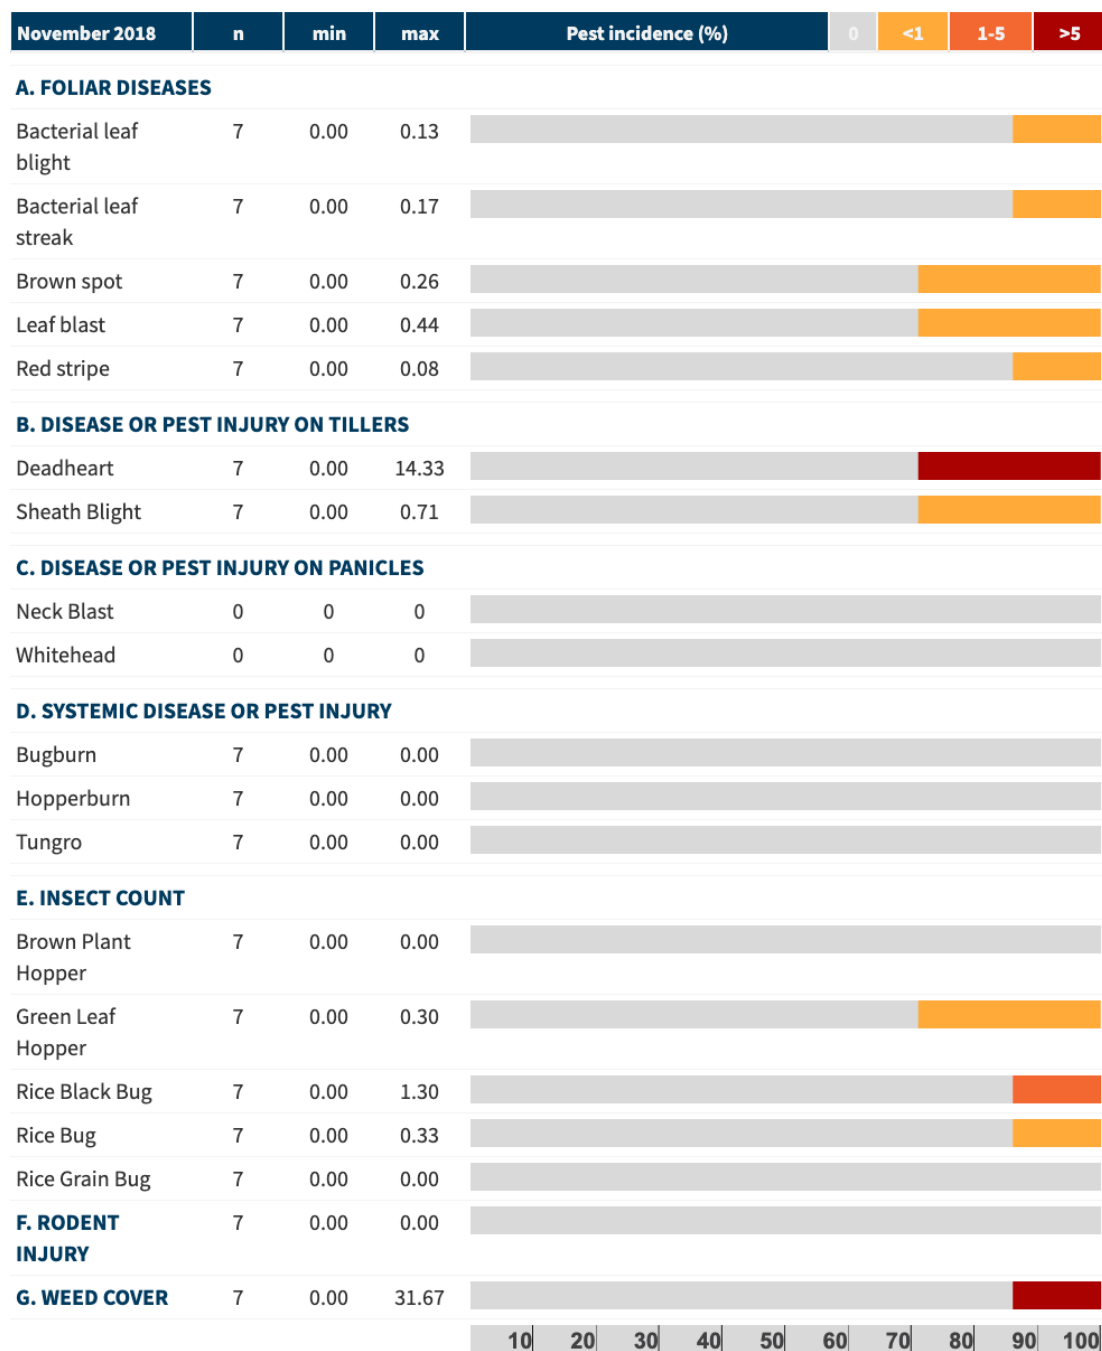 November 2018 n min max Pest incidence (%) 0 <1 1-5 >5
A. FOLIAR DISEASES
Bacterial leaf 7 0.00 0.13
blight
Bacterial leaf 7 0.00 0.17
streak
Brown spot 7 0.00 0.26
Leaf blast 7 0.00 0.44
Red stripe 7 0.00 0.08
B. DISEASE OR PEST INJURY ON TILLERS
Deadheart 7 0.00 14.33
Sheath Blight 7 0.00 0.71
C. DISEASE OR PEST INJURY ON PANICLES
Neck Blast 0 0 0
Whitehead 0 0 0
D. SYSTEMIC DISEASE OR PEST INJURY
Bugburn 7 0.00 0.00
Hopperburn 7 0.00 0.00
Tungro 7 0.00 0.00
E. INSECT COUNT
Brown Plant 7 0.00 0.00
Hopper
Green Leaf 7 0.00 0.30
Hopper
Rice Black Bug 7 0.00 1.30
Rice Bug 7 0.00 0.33
Rice Grain Bug 7 0.00 0.00
F. RODENT 7 0.00 0.00
INJURY
G. WEED COVER 7 0.00 31.67
10 20 30 40 50 60 70 80 90 100